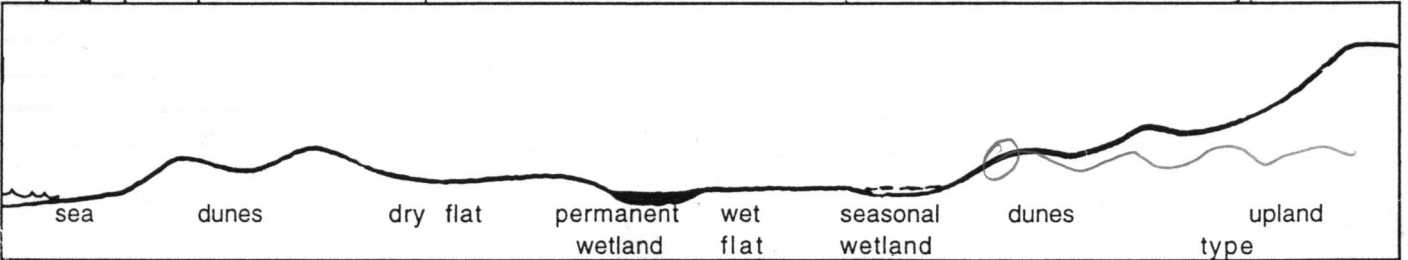 sea dunes dry flat permanent wet seasonal dunes upland
wetland flat wetland type